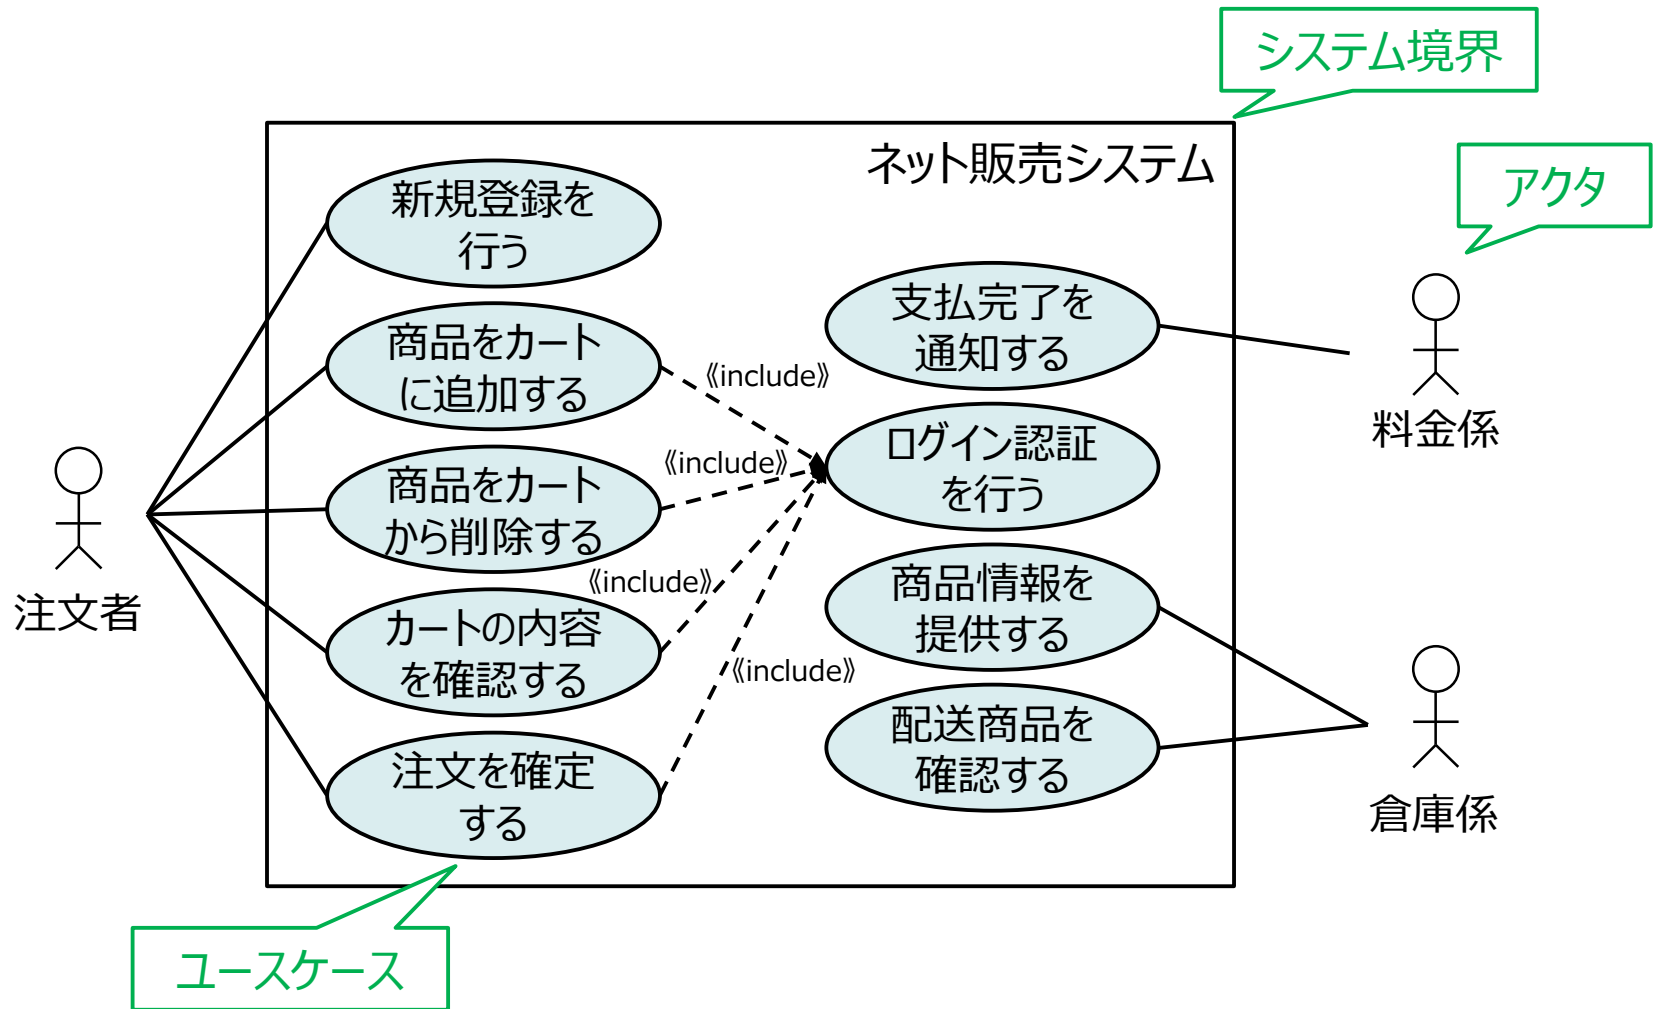 システム境界
ネット販売システム
アクタ
新規登録を
行う
商品をカート
に追加する
商品をカート
から削除する
カートの内容
を確認する
注文を確定
する
《include》
《include》
《include》
《include》
支払完了を
通知する
ログイン認証
を行う
商品情報を
提供する
配送商品を
確認する
注文者
料金係
倉庫係
ユースケース